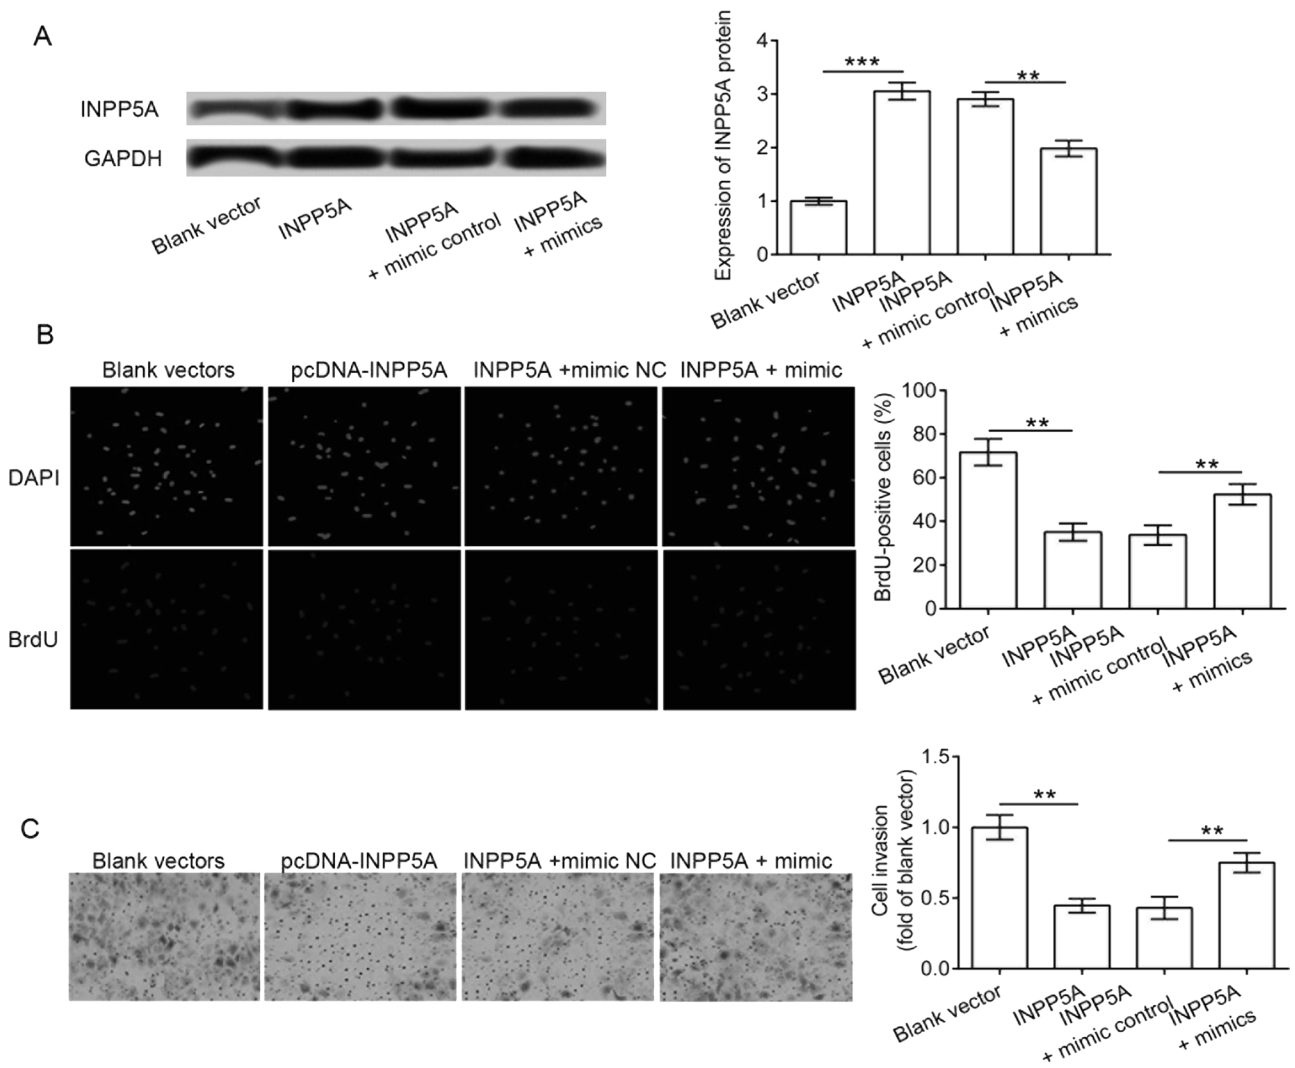 A
INPP5A
GAPDH
Blank vector
INPP5A
INPP5A
+ mimic control
INPP5A
+ mimics
Expression of INPP5A protein
4
3
2
1
0
***
**
Blank vector
INPP5A
INPP5A
+ mimic control
INPP5A
+ mimics
B
Blank vectors pcDNA-INPP5A INPP5A +mimic NC INPP5A + mimic
DAPI
BrdU
BrdU-positive cells (%)
100
80
60
40
20
0
**
**
Blank vector
INPP5A
INPP5A
+ mimic control
INPP5A
+ mimics
C
Blank vectors pcDNA-INPP5A INPP5A +mimic NC INPP5A + mimic
Cell invasion
(fold of blank vector)
1.5
1.0
0.5
0.0
**
**
Blank vector
INPP5A
INPP5A
+ mimic control
INPP5A
+ mimics